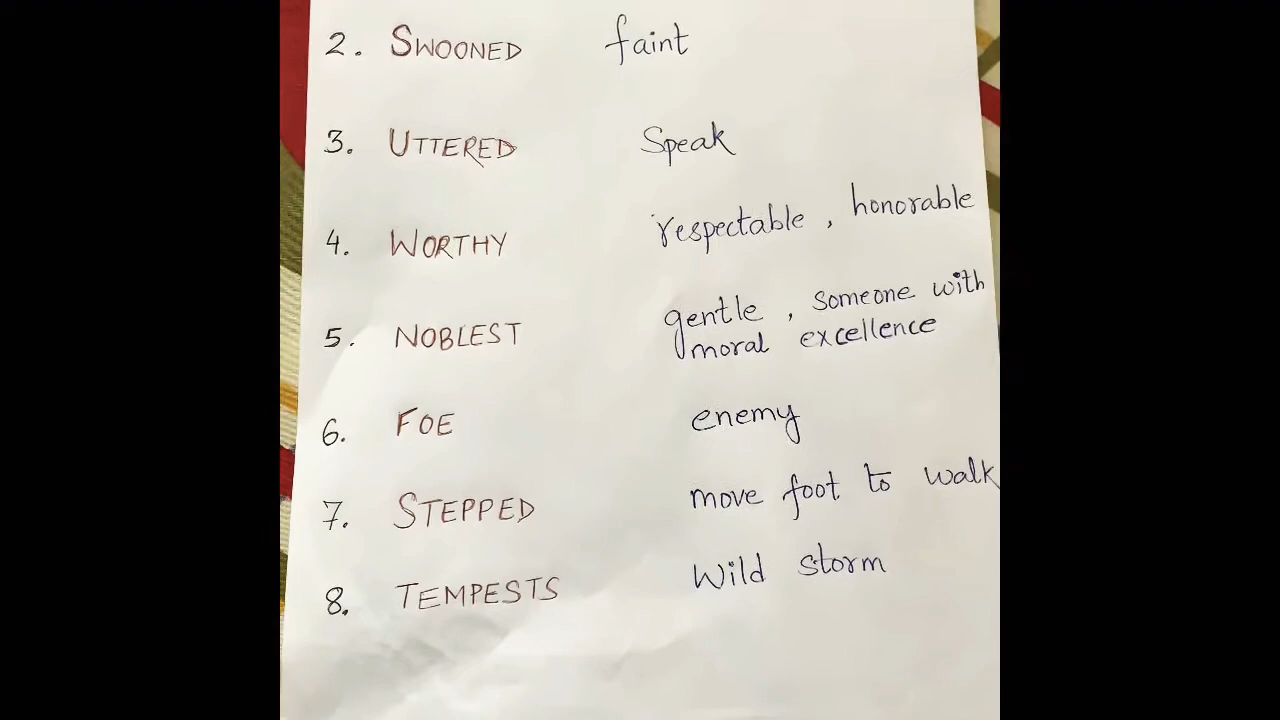 2. SWOONED faint
3. UTTERED Speak
4. WORTHY respectable, honorable
5. NOBLEST gentle, someone with
moral excellence
6. FOE enemy
7. STEPPED move foot to walk
8. TEMPESTS Wild storm